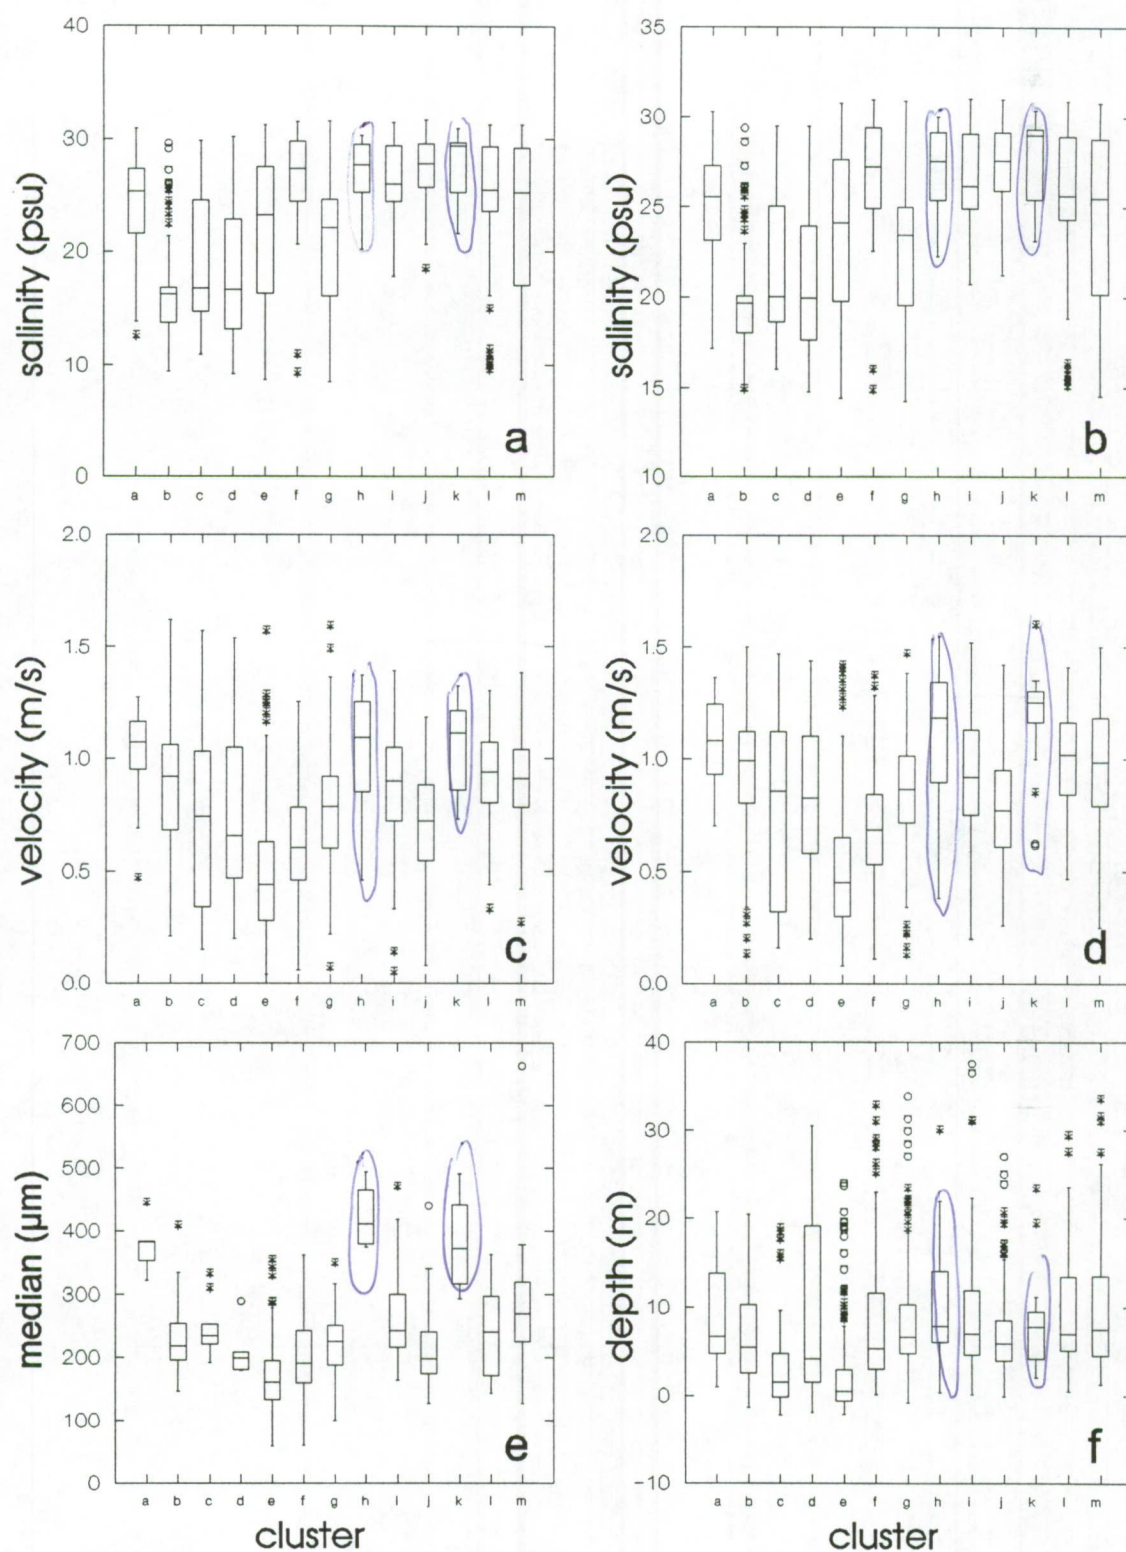 40
30
20
10
0
salinity (psu)
a
a b c d e f g h i j k l m
35
30
25
20
15
10
salinity (psu)
b
a b c d e f g h i j k l m
2.0
1.5
1.0
0.5
0.0
velocity (m/s)
c
a b c d e f g h i j k l m
2.0
1.5
1.0
0.5
0.0
velocity (m/s)
d
a b c d e f g h i j k l m
700
600
500
400
300
200
100
0
median (µm)
e
a b c d e f g h i j k l m
cluster
40
30
20
10
0
-10
depth (m)
f
a b c d e f g h i j k l m
cluster